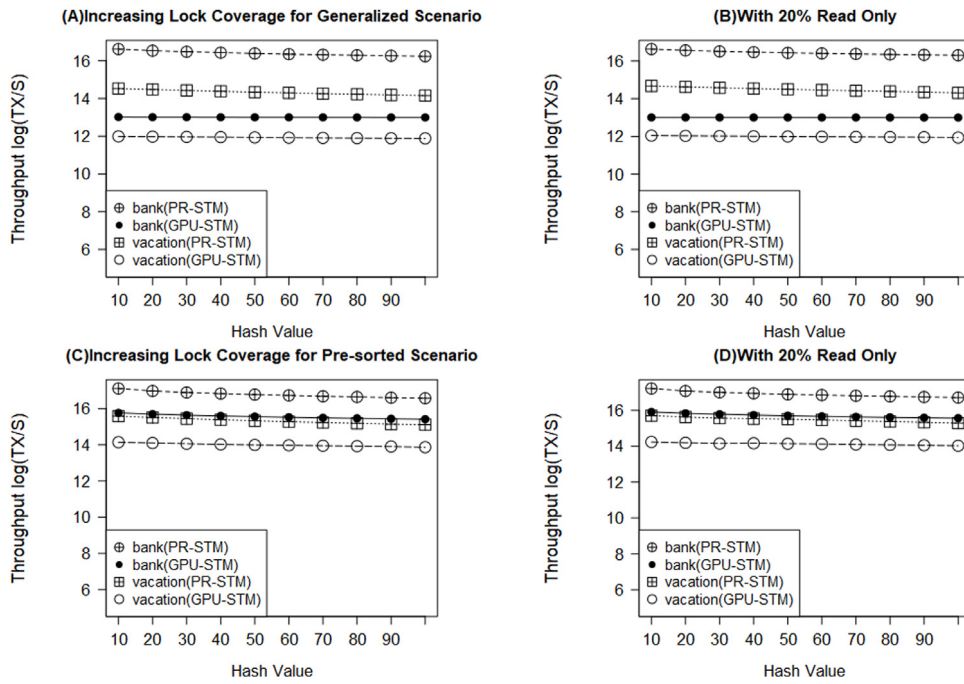 (A)Increasing Lock Coverage for Generalized Scenario
Throughput log(TX/S)
16
14
12
10
8
6
bank(PR-STM)
bank(GPU-STM)
vacation(PR-STM)
vacation(GPU-STM)
10 20 30 40 50 60 70 80 90
Hash Value
(B)With 20% Read Only
Throughput log(TX/S)
16
14
12
10
8
6
bank(PR-STM)
bank(GPU-STM)
vacation(PR-STM)
vacation(GPU-STM)
10 20 30 40 50 60 70 80 90
Hash Value
(C)Increasing Lock Coverage for Pre-sorted Scenario
Throughput log(TX/S)
16
14
12
10
8
6
bank(PR-STM)
bank(GPU-STM)
vacation(PR-STM)
vacation(GPU-STM)
10 20 30 40 50 60 70 80 90
Hash Value
(D)With 20% Read Only
Throughput log(TX/S)
16
14
12
10
8
6
bank(PR-STM)
bank(GPU-STM)
vacation(PR-STM)
vacation(GPU-STM)
10 20 30 40 50 60 70 80 90
Hash Value